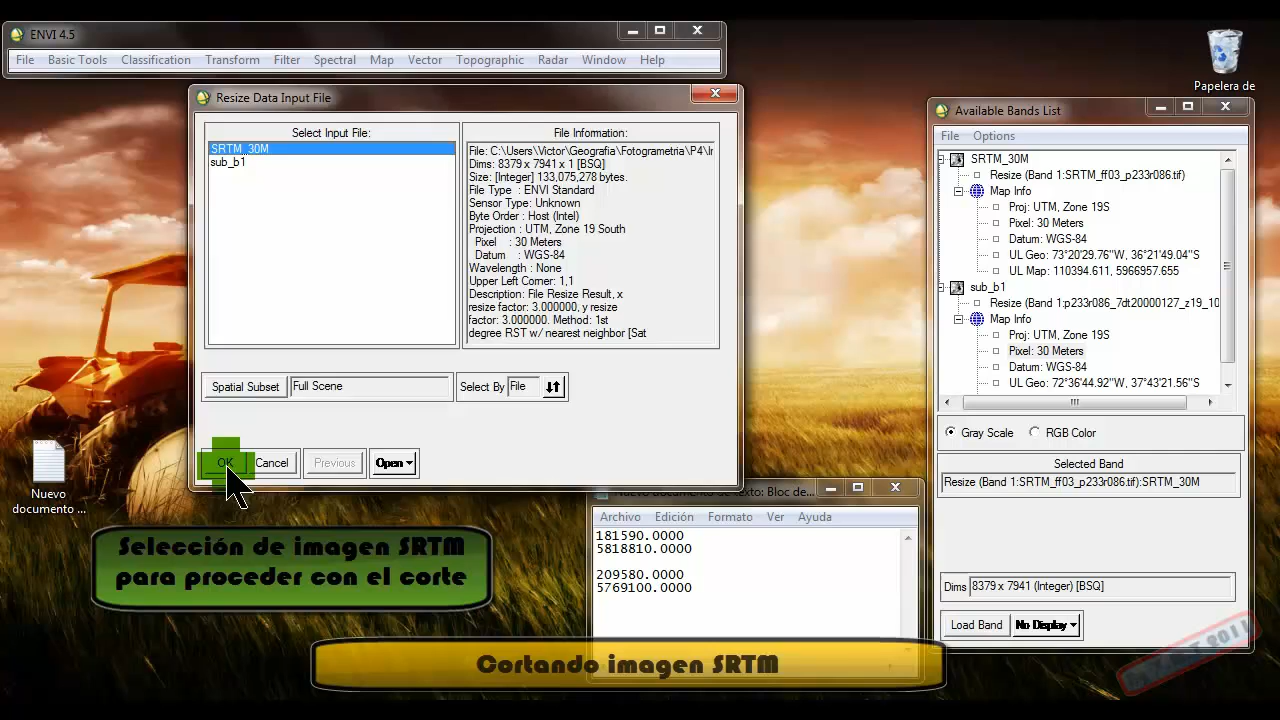 ENVI 4.5
File Basic Tools Classification Transform Filter Spectral Map Vector Topographic Radar Window Help
Papelera de
Resize Data Input File
Select Input File:
SRTM_30M
sub_b1
File Information:
File: C:\Users\Victor\Geografia\Fotogrametria\P4\Ir
Dims: 8379 x 7941 x 1 [BSQ]
Size: [Integer] 133,075,278 bytes.
File Type : ENVI Standard
Sensor Type: Unknown
Byte Order : Host (Intel)
Projection : UTM, Zone 19 South
Pixel : 30 Meters
Datum : WGS-84
Wavelength : None
Upper Left Corner: 1,1
Description: File Resize Result, x
resize factor: 3.000000, y resize
factor: 3.000000. Method: 1st
degree RST w/ nearest neighbor [Sat
Spatial Subset Full Scene Select By File
OK Cancel Previous Open
Available Bands List
File Options
SRTM_30M
Resize (Band 1:SRTM_ff03_p233r086.tif)
Map Info
Proj: UTM, Zone 19S
Pixel: 30 Meters
Datum: WGS-84
UL Geo: 73°20'29.76"W, 36°21'49.04"S
UL Map: 110394.611, 5966957.655
sub_b1
Resize (Band 1:p233r086_7dt20000127_z19_10
Map Info
Proj: UTM, Zone 19S
Pixel: 30 Meters
Datum: WGS-84
UL Geo: 72°36'44.92"W, 37°43'21.56"S
Gray Scale RGB Color
Selected Band
Resize (Band 1:SRTM_ff03_p233r086.tif):SRTM_30M
Dims 8379 x 7941 (Integer) [BSQ]
Load Band No Display
Nuevo
documento ...
Nuevo documento de texto: Bloc de...
Archivo Edición Formato Ver Ayuda
181590.0000
5818810.0000
209580.0000
5769100.0000
Selección de imagen SRTM
para proceder con el corte
Cortando imagen SRTM